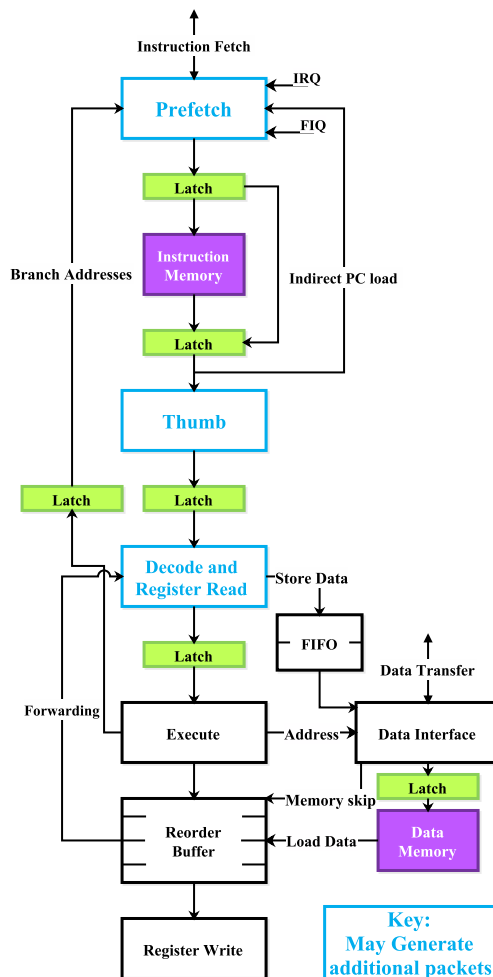 Instruction Fetch
IRQ
Prefetch
FIQ
Latch
Instruction
Memory
Branch Addresses
Indirect PC load
Latch
Thumb
Latch
Latch
Decode and
Register Read
Store Data
FIFO
Latch
Data Transfer
Forwarding
Execute
Address
Data Interface
Latch
Memory skip
Reorder
Buffer
Load Data
Data
Memory
Register Write
Key:
May Generate
additional packets